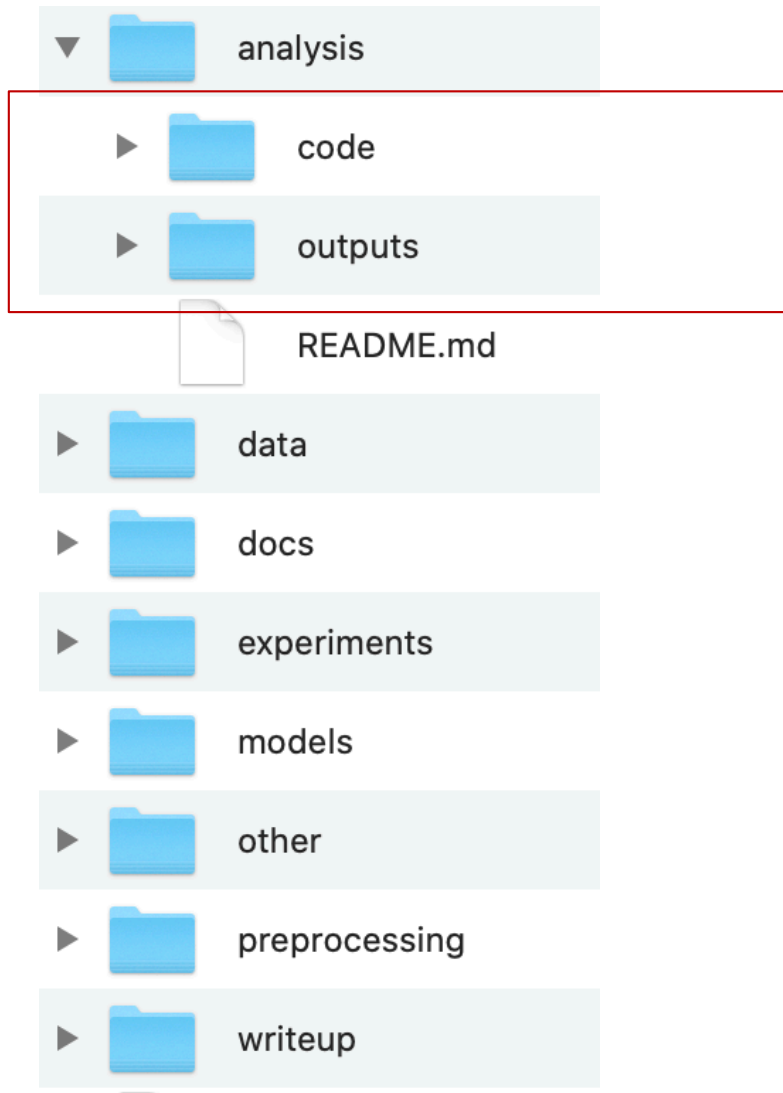 analysis
code
outputs
README.md
data
docs
experiments
models
other
preprocessing
writeup